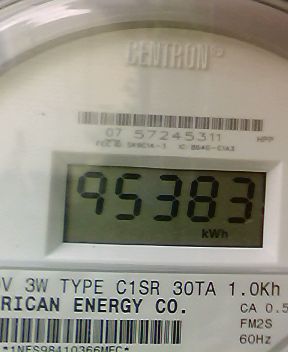 CENTRON®
07 57245311 HPP
95383
kWh
V 3W TYPE C1SR 30TA 1.0Kh
RICAN ENERGY CO. CA 0.5
FM2S
60Hz